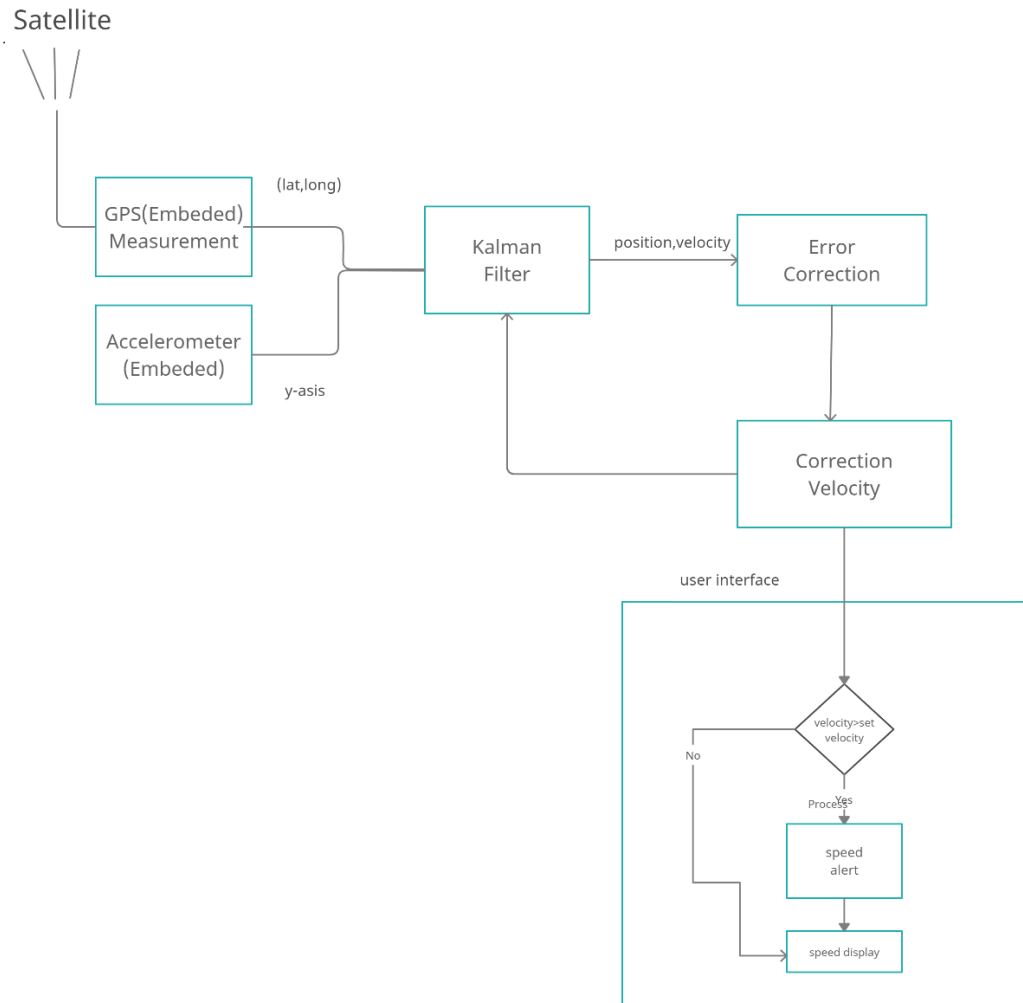 Satellite
(lat,long)
GPS(Embeded)
Measurement
Accelerometer
(Embeded)
y-asis
Kalman
Filter
position,velocity
Error
Correction
Correction
Velocity
user interface
velocity>set
velocity
No
Yes
Process
speed
alert
speed display